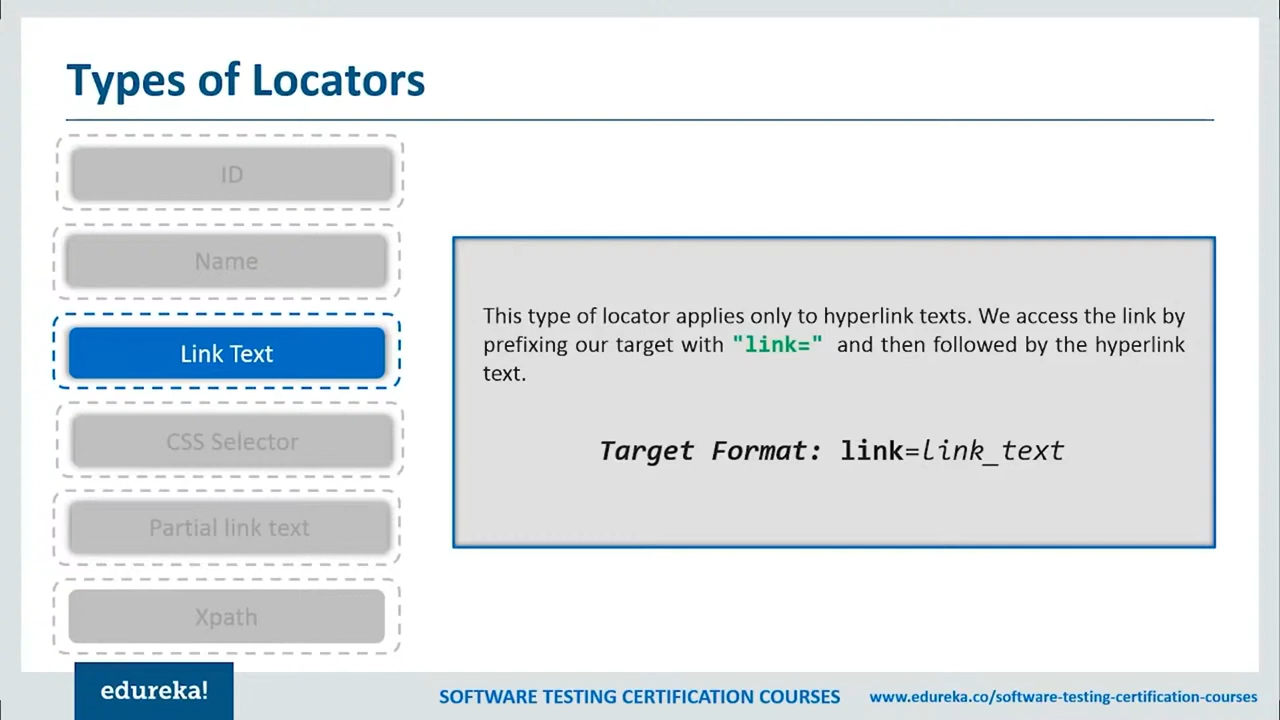 Types of Locators
ID
Name
Link Text
CSS Selector
Partial link text
Xpath
This type of locator applies only to hyperlink texts. We access the link by
prefixing our target with "link=" and then followed by the hyperlink
text.
Target Format: link=link_text
edureka!
SOFTWARE TESTING CERTIFICATION COURSES
www.edureka.co/software-testing-certification-courses